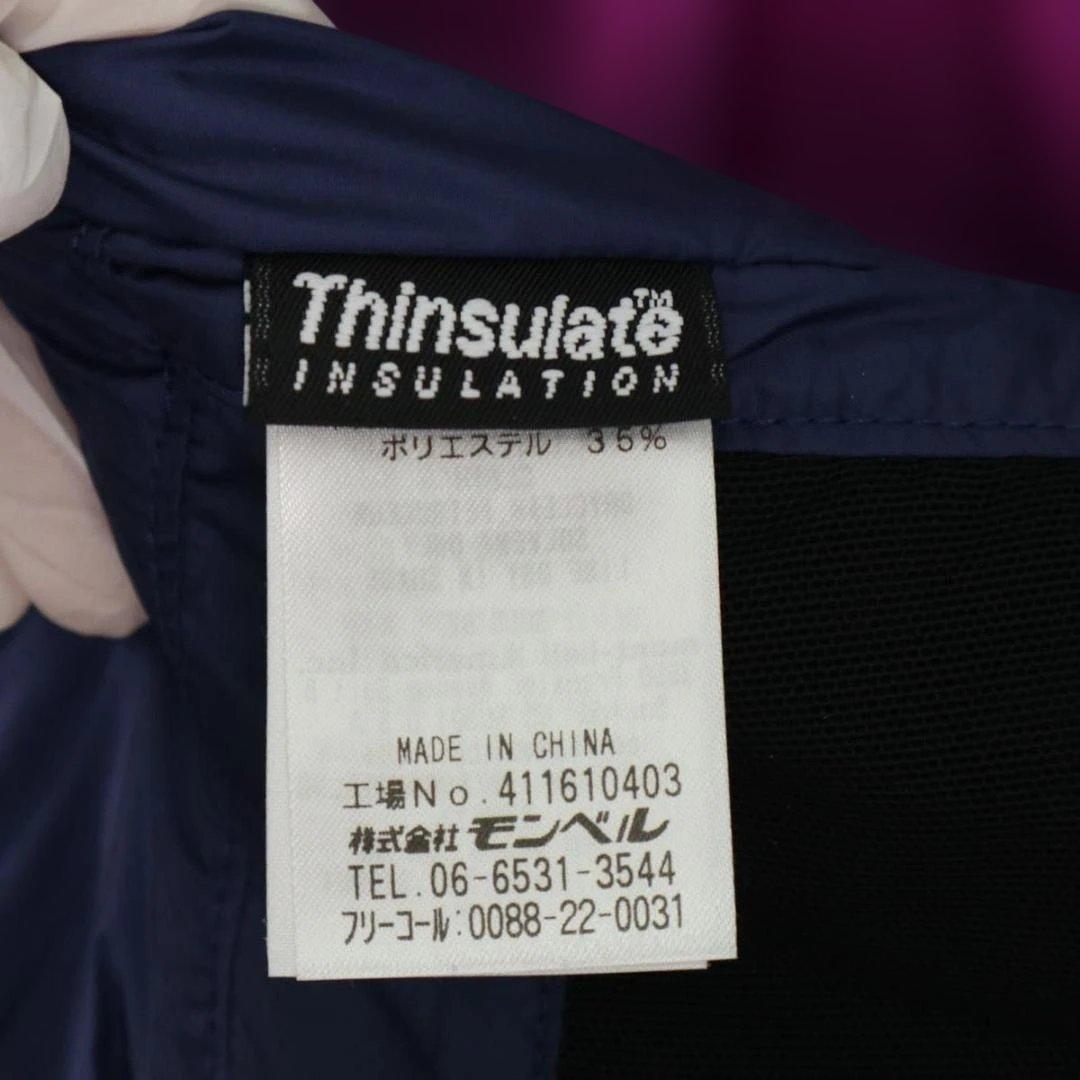 Thinsulate™
INSULATION
ポリエステル 35%
MADE IN CHINA
工場No.411610403
株式会社モンベル
TEL.06-6531-3544
フリーコール:0088-22-0031